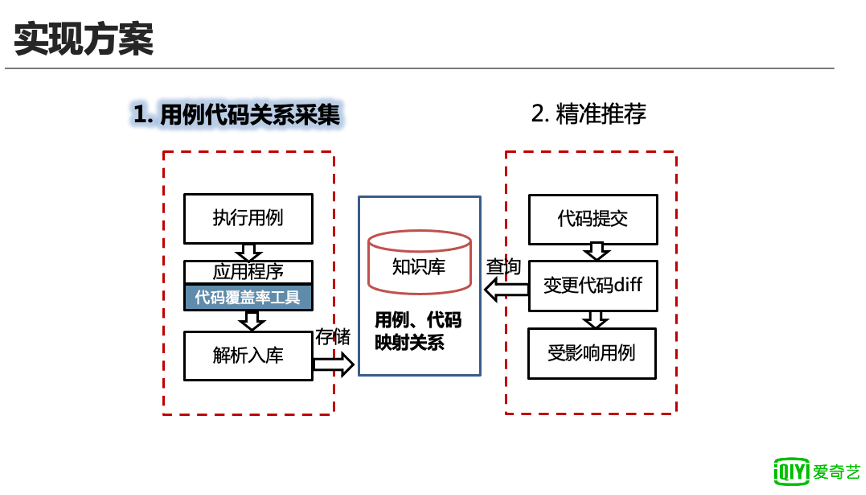 实现方案
1. 用例代码关系采集
2. 精准推荐
执行用例
应用程序
代码覆盖率工具
解析入库
存储
知识库
用例、代码
映射关系
查询
代码提交
变更代码diff
受影响用例
iQIYI 爱奇艺